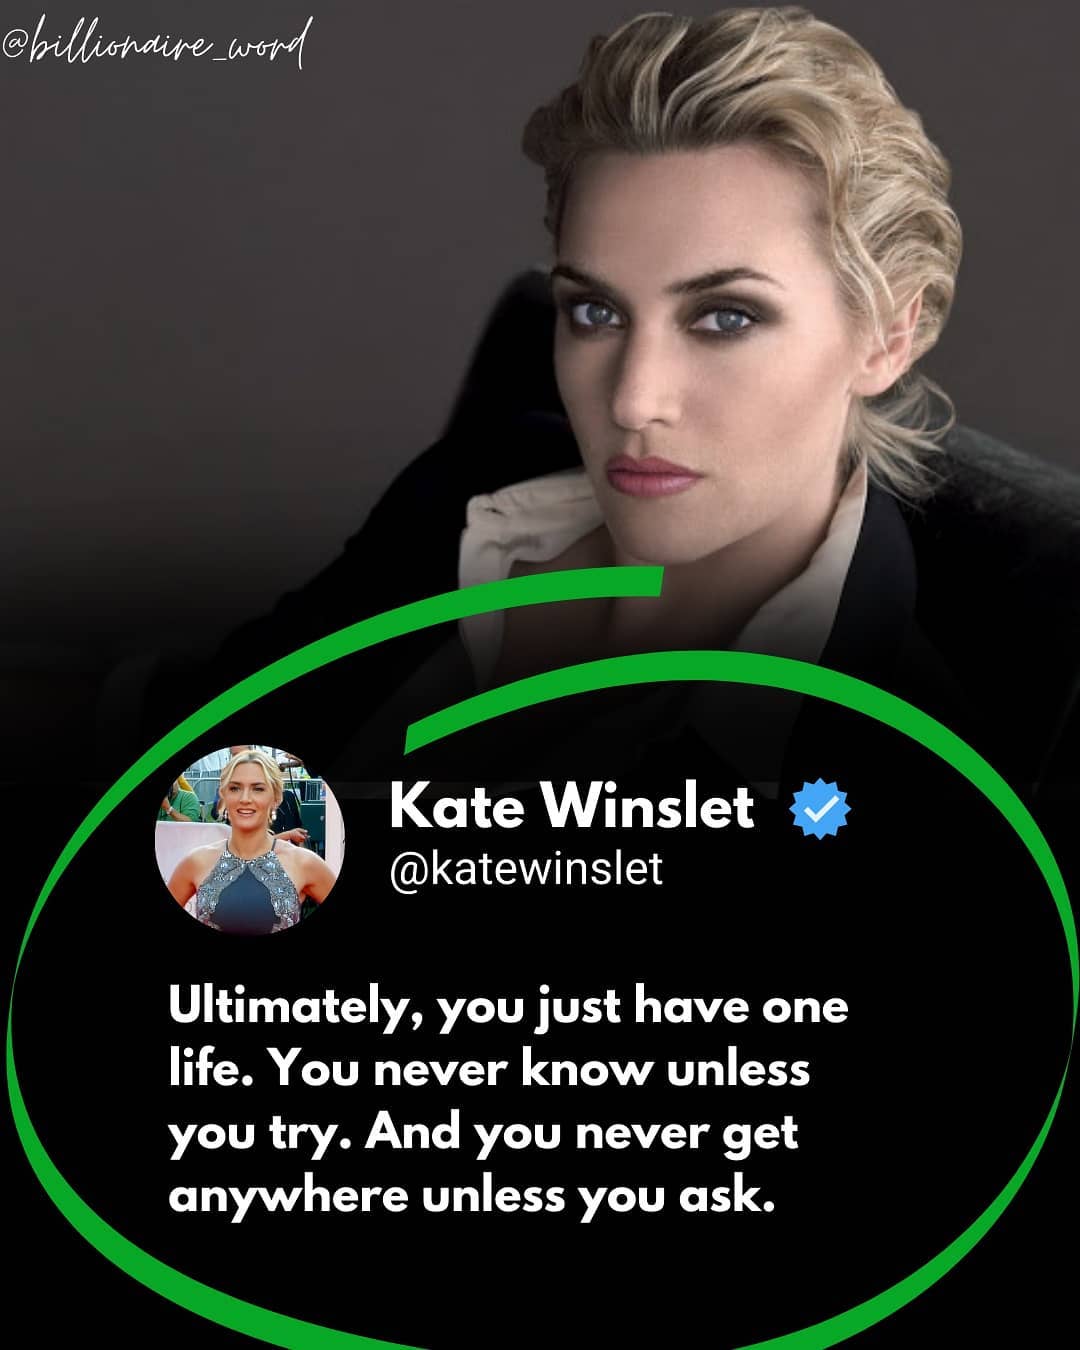 @billionaire_word
Kate Winslet
@katewinslet
Ultimately, you just have one
life. You never know unless
you try. And you never get
anywhere unless you ask.